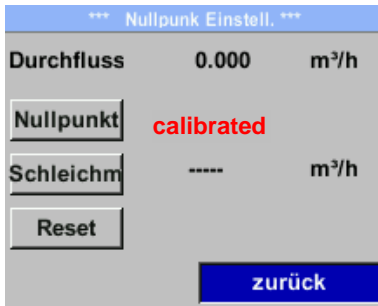 *** Nullpunk Einstell. ***
Durchfluss 0.000 m³/h
Nullpunkt calibrated
Schleichm ----- m³/h
Reset
zurück